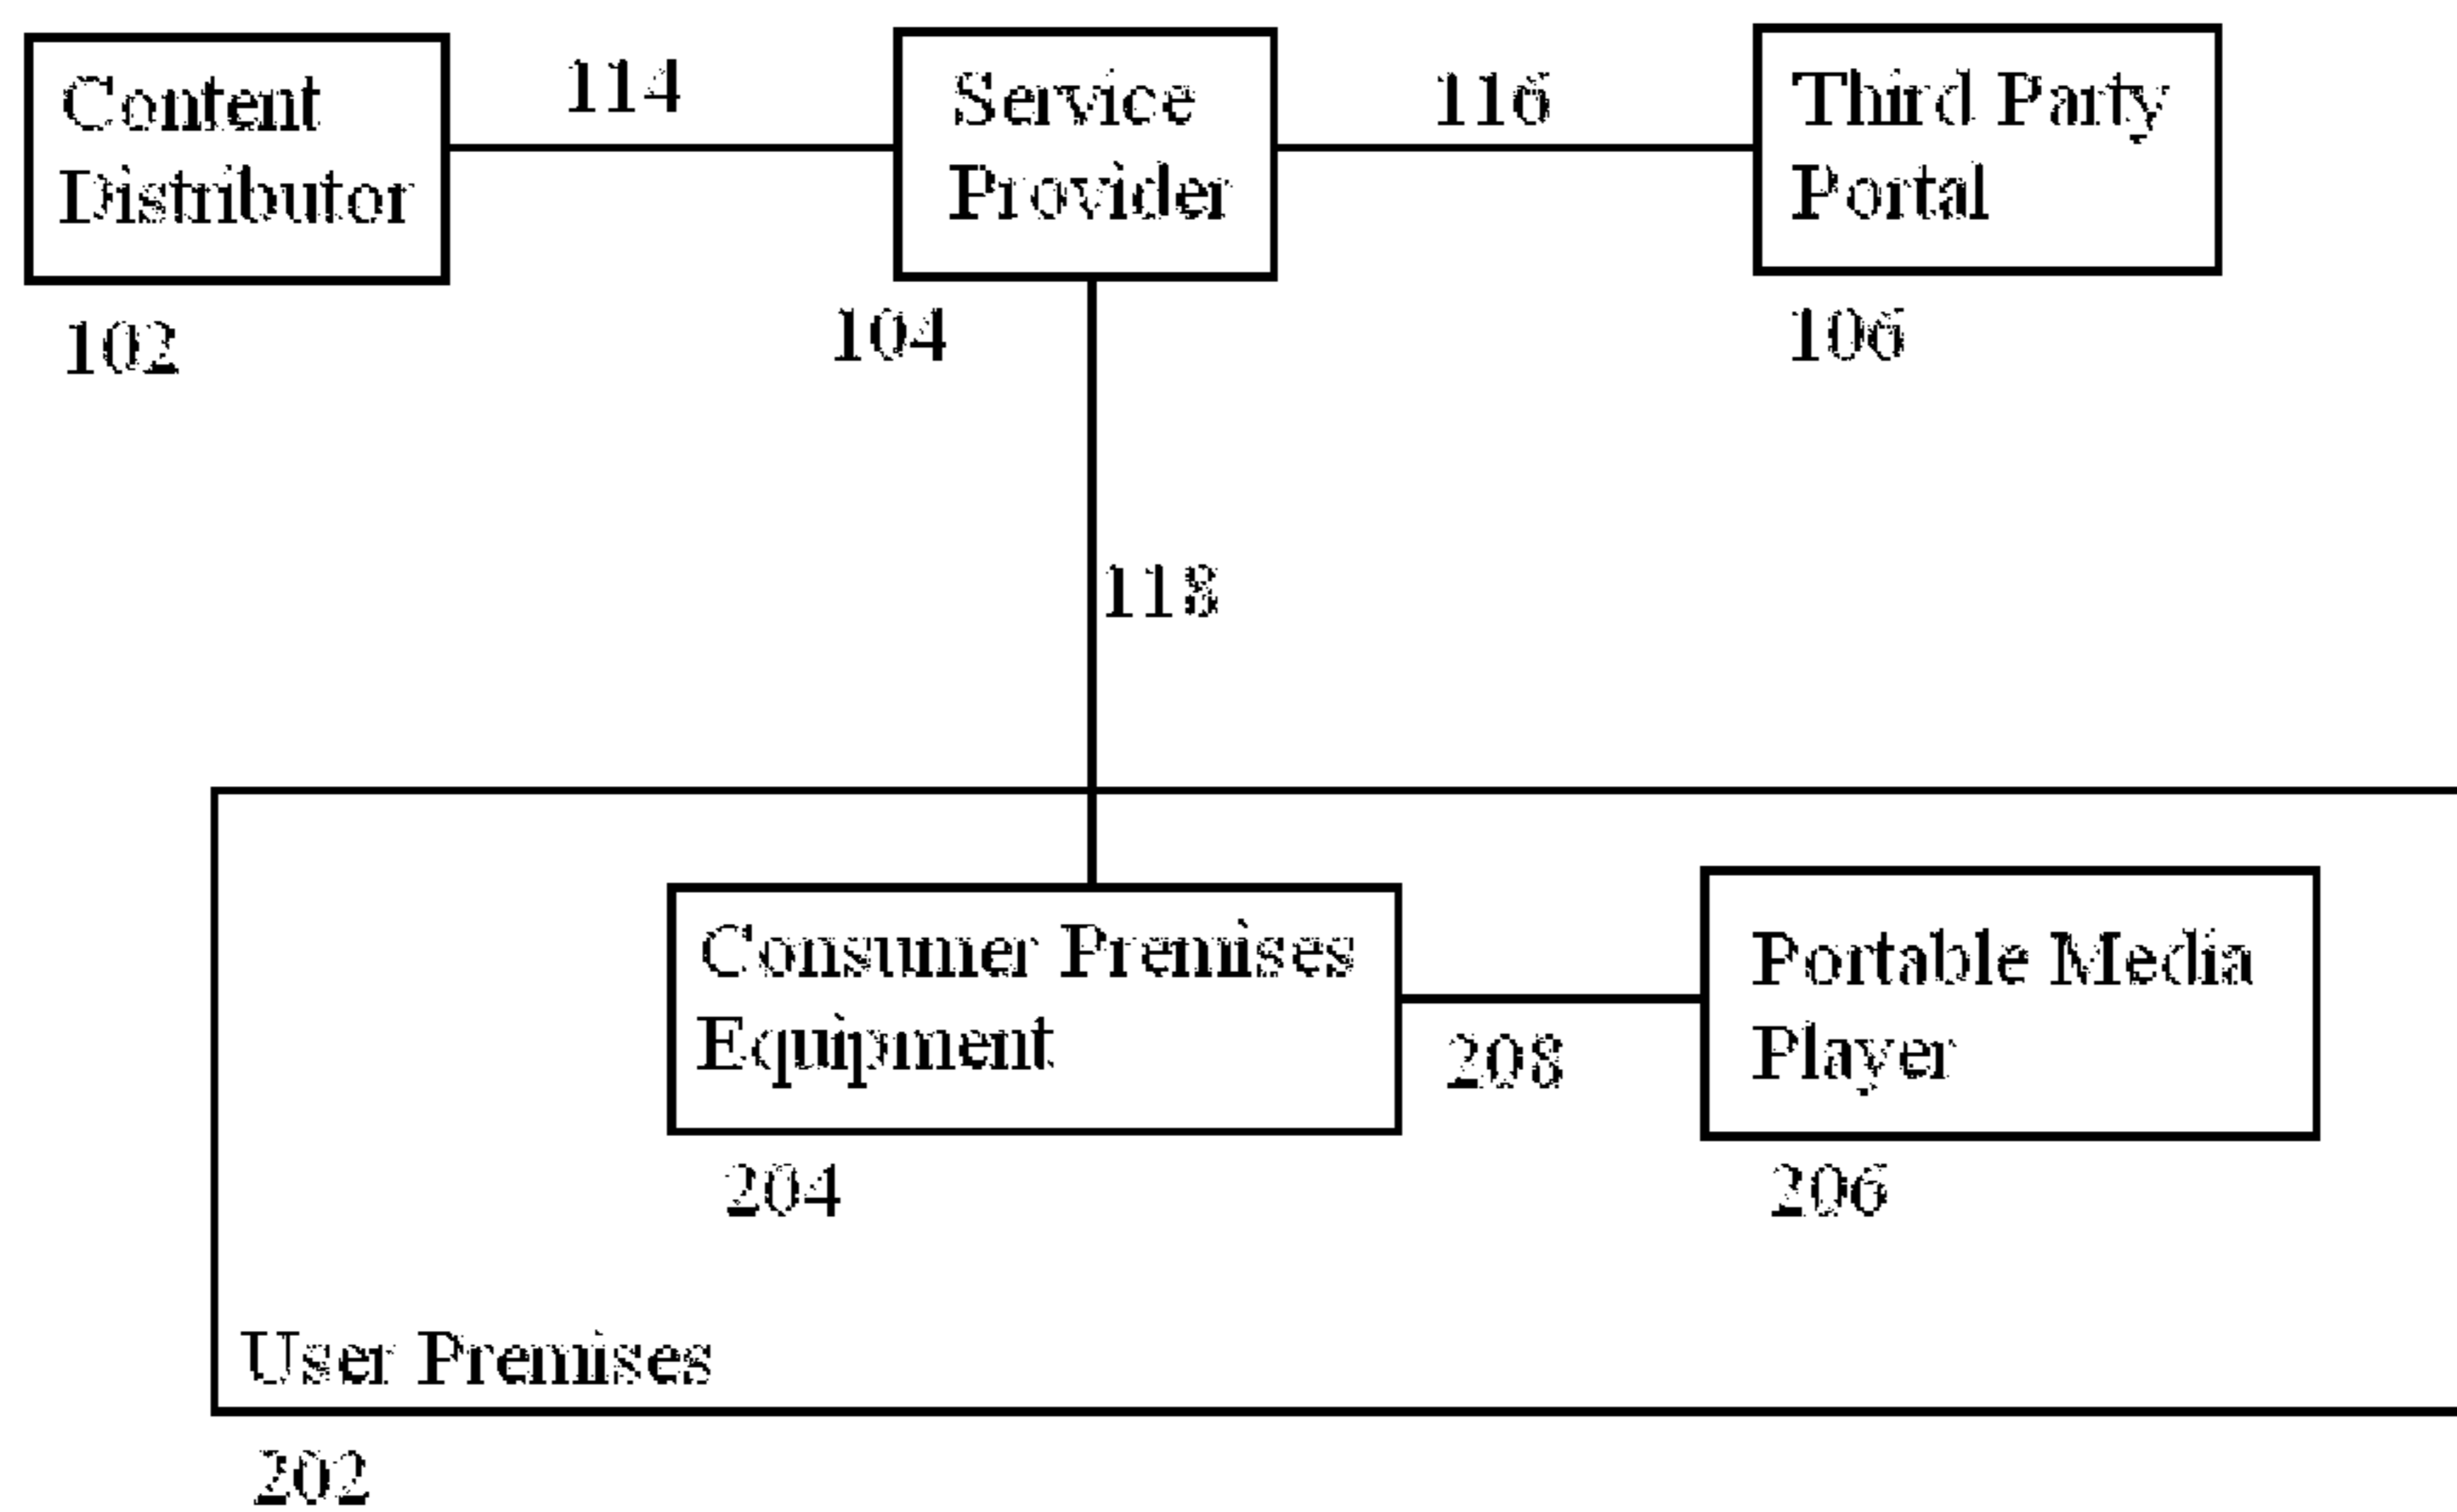 Content
Distributor
102
114
Service
Provider
104
116
Third Party
Portal
106
118
Consumer Premises
Equipment
204
208
Portable Media
Player
206
User Premises
202